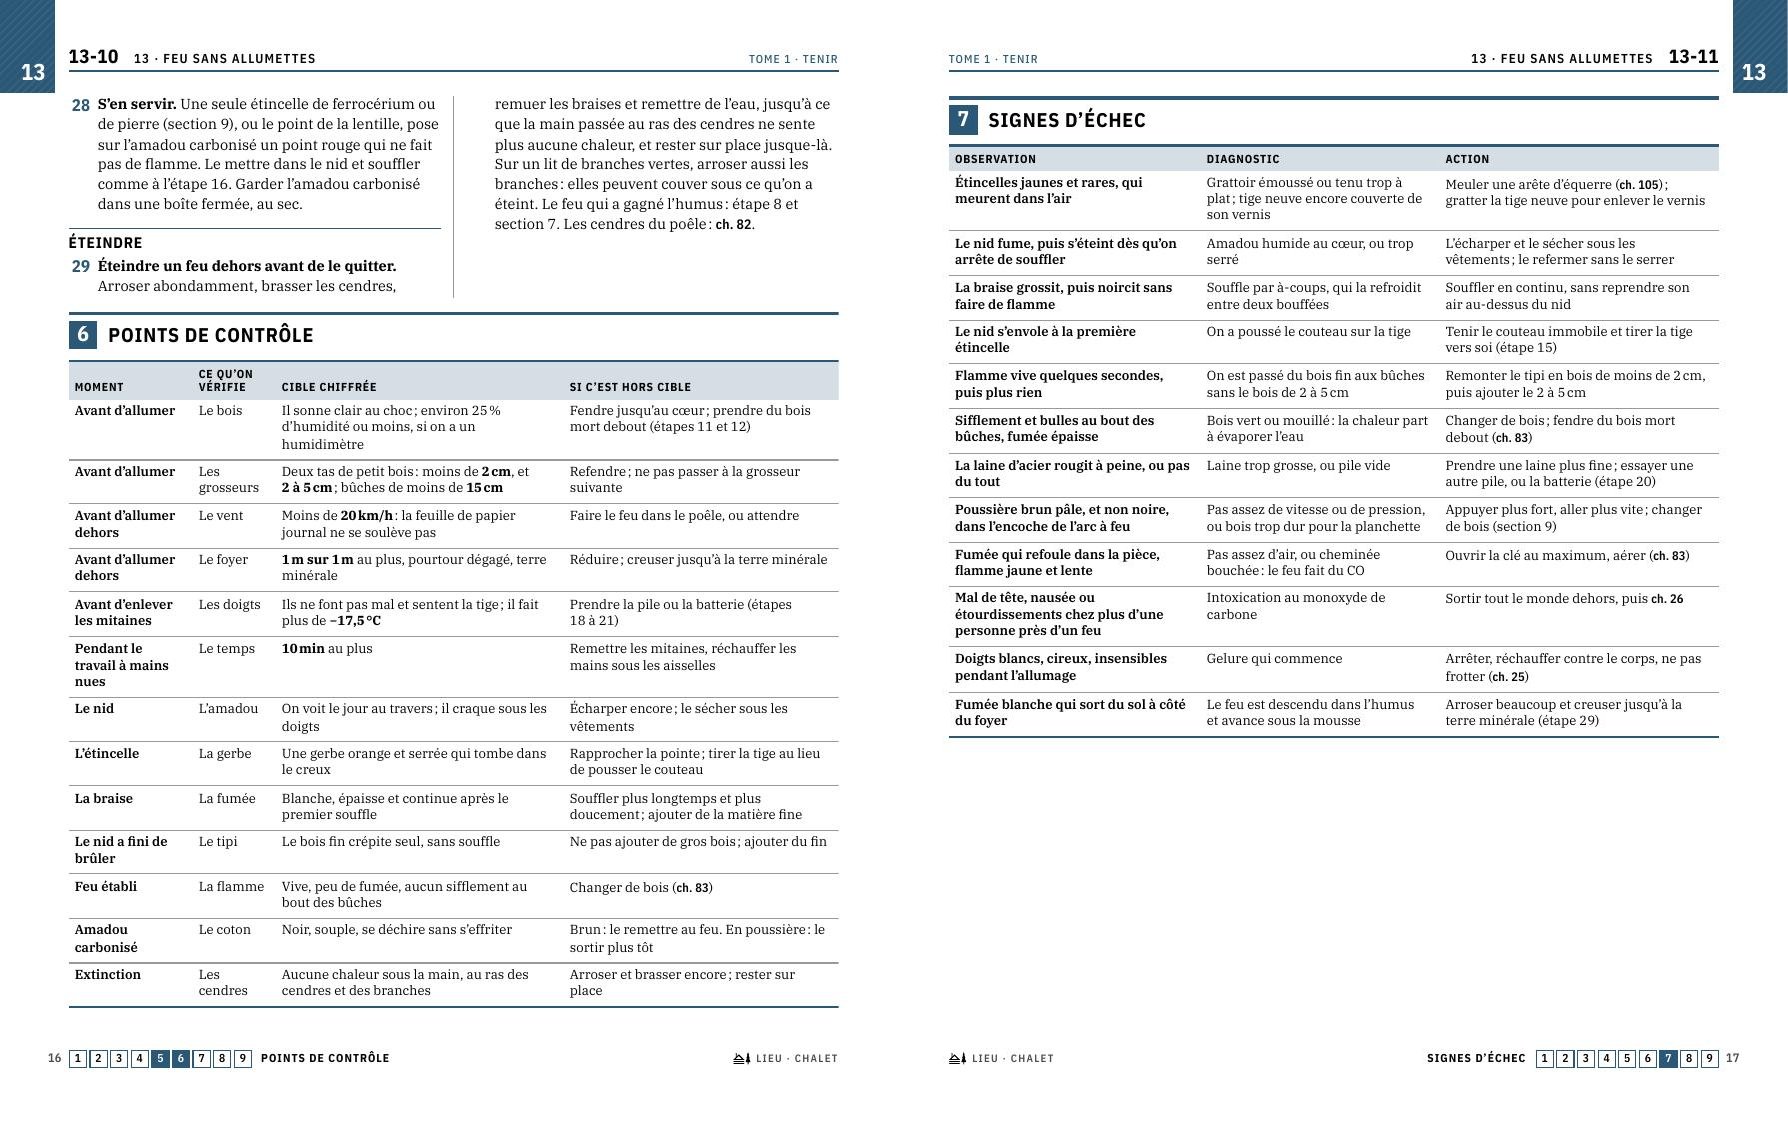 13
13-10 13 · FEU SANS ALLUMETTES TOME 1 · TENIR
28 S’en servir. Une seule étincelle de ferrocérium ou
de pierre (section 9), ou le point de la lentille, pose
sur l’amadou carbonisé un point rouge qui ne fait
pas de flamme. Le mettre dans le nid et souffler
comme à l’étape 16. Garder l’amadou carbonisé
dans une boîte fermée, au sec.
ÉTEINDRE
29 Éteindre un feu dehors avant de le quitter.
Arroser abondamment, brasser les cendres,
remuer les braises et remettre de l’eau, jusqu’à ce
que la main passée au ras des cendres ne sente
plus aucune chaleur, et rester sur place jusque-là.
Sur un lit de branches vertes, arroser aussi les
branches : elles peuvent couver sous ce qu’on a
éteint. Le feu qui a gagné l’humus : étape 8 et
section 7. Les cendres du poêle : ch. 82.
6 POINTS DE CONTRÔLE
MOMENT
CE QU’ON
VÉRIFIE
CIBLE CHIFFRÉE
SI C’EST HORS CIBLE
Avant d’allumer
Le bois
Il sonne clair au choc ; environ 25 %
d’humidité ou moins, si on a un
humidimètre
Fendre jusqu’au cœur ; prendre du bois
mort debout (étapes 11 et 12)
Avant d’allumer
Les
grosseurs
Deux tas de petit bois : moins de 2 cm, et
2 à 5 cm ; bûches de moins de 15 cm
Refendre ; ne pas passer à la grosseur
suivante
Avant d’allumer
dehors
Le vent
Moins de 20 km/h : la feuille de papier
journal ne se soulève pas
Faire le feu dans le poêle, ou attendre
Avant d’allumer
dehors
Le foyer
1 m sur 1 m au plus, pourtour dégagé, terre
minérale
Réduire ; creuser jusqu’à la terre minérale
Avant d’enlever
les mitaines
Les doigts
Ils ne font pas mal et sentent la tige ; il fait
plus de −17,5 °C
Prendre la pile ou la batterie (étapes
18 à 21)
Pendant le
travail à mains
nues
Le temps
10 min au plus
Remettre les mitaines, réchauffer les
mains sous les aisselles
Le nid
L’amadou
On voit le jour au travers ; il craque sous les
doigts
Écharper encore ; le sécher sous les
vêtements
L’étincelle
La gerbe
Une gerbe orange et serrée qui tombe dans
le creux
Rapprocher la pointe ; tirer la tige au lieu
de pousser le couteau
La braise
La fumée
Blanche, épaisse et continue après le
premier souffle
Souffler plus longtemps et plus
doucement ; ajouter de la matière fine
Le nid a fini de
brûler
Le tipi
Le bois fin crépite seul, sans souffle
Ne pas ajouter de gros bois ; ajouter du fin
Feu établi
La flamme
Vive, peu de fumée, aucun sifflement au
bout des bûches
Changer de bois (ch. 83)
Amadou
carbonisé
Le coton
Noir, souple, se déchire sans s’effriter
Brun : le remettre au feu. En poussière : le
sortir plus tôt
Extinction
Les
cendres
Aucune chaleur sous la main, au ras des
cendres et des branches
Arroser et brasser encore ; rester sur
place
16 1 2 3 4 5 6 7 8 9 POINTS DE CONTRÔLE LIEU · CHALET
TOME 1 · TENIR 13 · FEU SANS ALLUMETTES 13-11
13
7 SIGNES D’ÉCHEC
OBSERVATION
DIAGNOSTIC
ACTION
Étincelles jaunes et rares, qui
meurent dans l’air
Grattoir émoussé ou tenu trop à
plat ; tige neuve encore couverte de
son vernis
Meuler une arête d’équerre (ch. 105) ;
gratter la tige neuve pour enlever le vernis
Le nid fume, puis s’éteint dès qu’on
arrête de souffler
Amadou humide au cœur, ou trop
serré
L’écharper et le sécher sous les
vêtements ; le refermer sans le serrer
La braise grossit, puis noircit sans
faire de flamme
Souffle par à-coups, qui la refroidit
entre deux bouffées
Souffler en continu, sans reprendre son
air au-dessus du nid
Le nid s’envole à la première
étincelle
On a poussé le couteau sur la tige
Tenir le couteau immobile et tirer la tige
vers soi (étape 15)
Flamme vive quelques secondes,
puis plus rien
On est passé du bois fin aux bûches
sans le bois de 2 à 5 cm
Remonter le tipi en bois de moins de 2 cm,
puis ajouter le 2 à 5 cm
Sifflement et bulles au bout des
bûches, fumée épaisse
Bois vert ou mouillé : la chaleur part
à évaporer l’eau
Changer de bois ; fendre du bois mort
debout (ch. 83)
La laine d’acier rougit à peine, ou pas
du tout
Laine trop grosse, ou pile vide
Prendre une laine plus fine ; essayer une
autre pile, ou la batterie (étape 20)
Poussière brun pâle, et non noire,
dans l’encoche de l’arc à feu
Pas assez de vitesse ou de pression,
ou bois trop dur pour la planchette
Appuyer plus fort, aller plus vite ; changer
de bois (section 9)
Fumée qui refoule dans la pièce,
flamme jaune et lente
Pas assez d’air, ou cheminée
bouchée : le feu fait du CO
Ouvrir la clé au maximum, aérer (ch. 83)
Mal de tête, nausée ou
étourdissements chez plus d’une
personne près d’un feu
Intoxication au monoxyde de
carbone
Sortir tout le monde dehors, puis ch. 26
Doigts blancs, cireux, insensibles
pendant l’allumage
Gelure qui commence
Arrêter, réchauffer contre le corps, ne pas
frotter (ch. 25)
Fumée blanche qui sort du sol à côté
du foyer
Le feu est descendu dans l’humus
et avance sous la mousse
Arroser beaucoup et creuser jusqu’à la
terre minérale (étape 29)
LIEU · CHALET SIGNES D’ÉCHEC 1 2 3 4 5 6 7 8 9 17